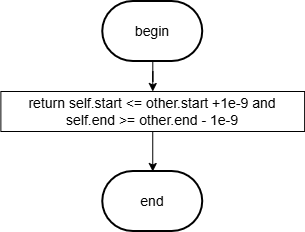 begin
return self.start <= other.start +1e-9 and
self.end >= other.end - 1e-9
end